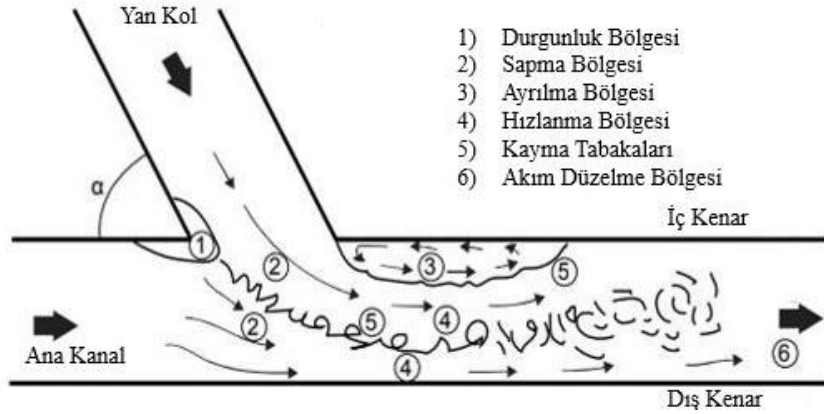 Yan Kol
1) Durgunluk Bölgesi
2) Sapma Bölgesi
3) Ayrılma Bölgesi
4) Hızlanma Bölgesi
5) Kayma Tabakaları
6) Akım Düzelme Bölgesi
α
İç Kenar
1
2
3
5
2
5
4
4
6
Ana Kanal
Dış Kenar